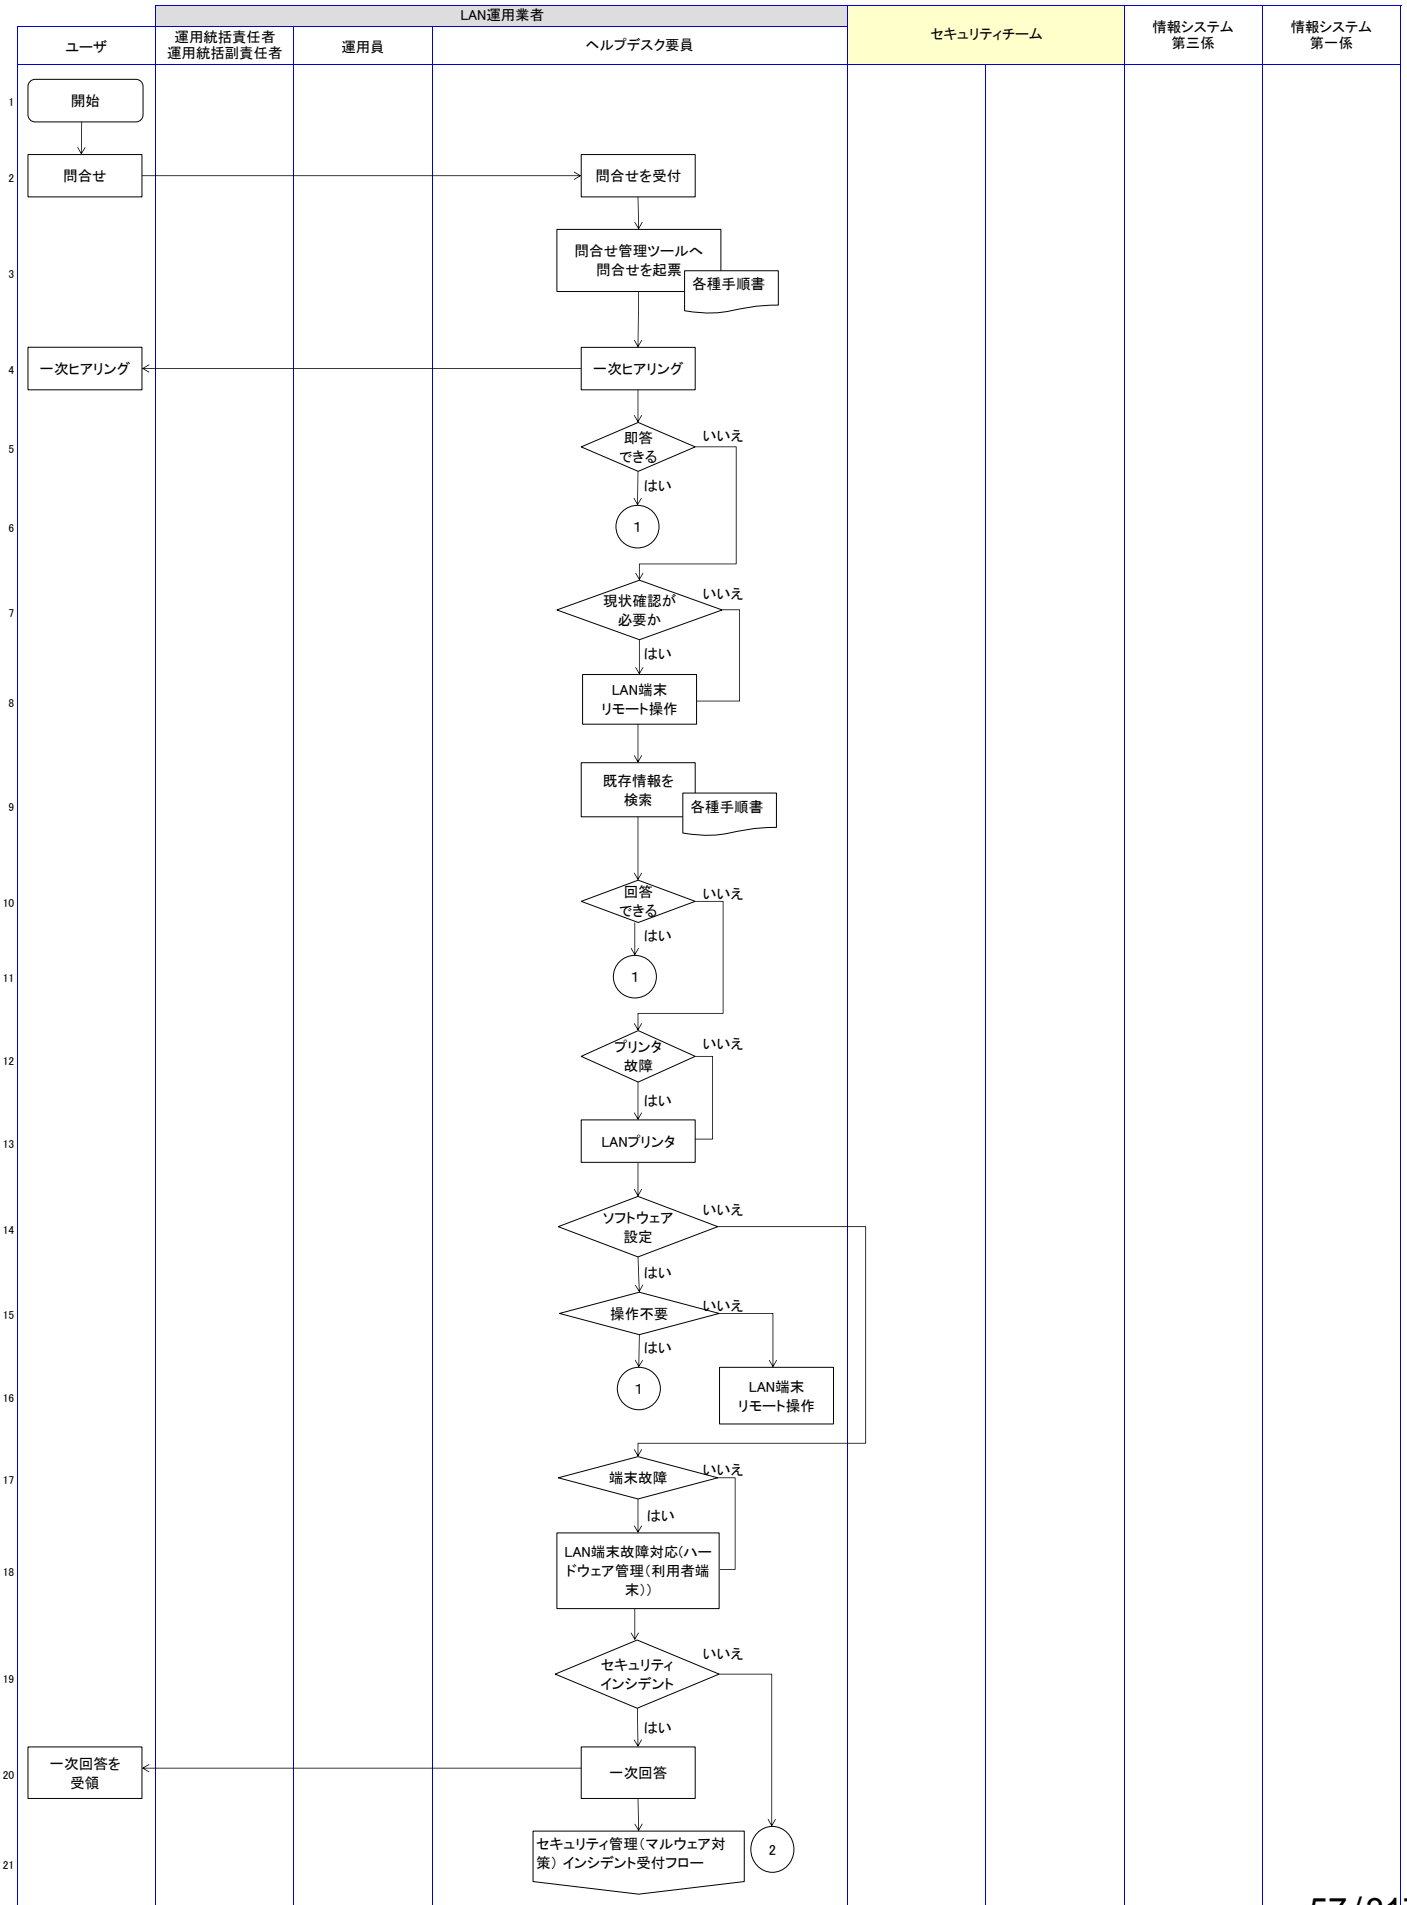 LAN運用業者
ユーザ
運用統括責任者
運用統括副責任者
運用員
ヘルプデスク要員
セキュリティチーム
情報システム
第三係
情報システム
第一係
1
開始
2
問合せ
問合せを受付
3
問合せ管理ツールへ
問合せを起票
各種手順書
4
一次ヒアリング
一次ヒアリング
5
即答
できる
いいえ
はい
6
1
7
現状確認が
必要か
いいえ
はい
8
LAN端末
リモート操作
9
既存情報を
検索
各種手順書
10
回答
できる
いいえ
はい
11
1
12
プリンタ
故障
いいえ
はい
13
LANプリンタ
14
ソフトウェア
設定
いいえ
はい
15
操作不要
いいえ
はい
16
1
LAN端末
リモート操作
17
端末故障
いいえ
はい
18
LAN端末故障対応(ハー
ドウェア管理(利用者端
末))
19
セキュリティ
インシデント
いいえ
はい
20
一次回答を
受領
一次回答
21
セキュリティ管理(マルウェア対
策) インシデント受付フロー
2